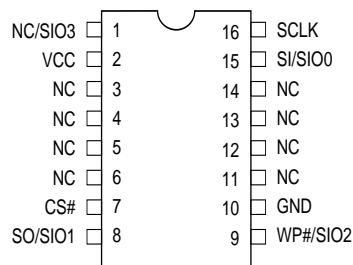 NC/SIO3 1 16 SCLK
VCC 2 15 SI/SIO0
NC 3 14 NC
NC 4 13 NC
NC 5 12 NC
NC 6 11 NC
CS# 7 10 GND
SO/SIO1 8 9 WP#/SIO2